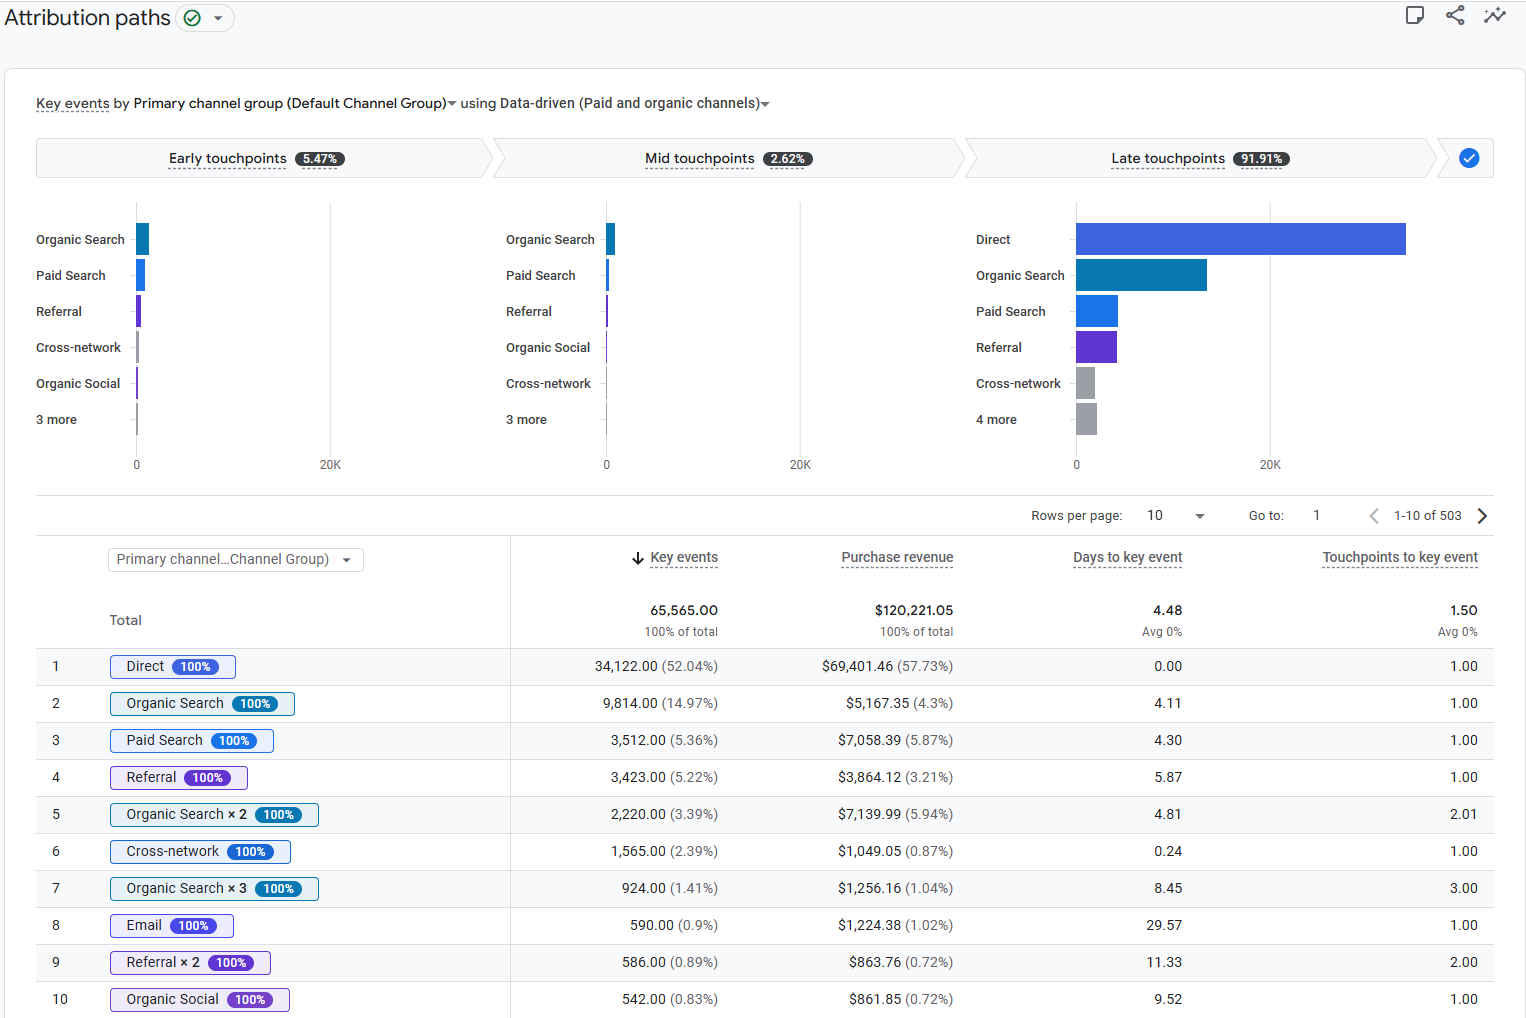 Attribution paths
Key events by Primary channel group (Default Channel Group) using Data-driven (Paid and organic channels)
Early touchpoints 5.47% Mid touchpoints 2.62% Late touchpoints 91.91%
Organic Search
Paid Search
Referral
Cross-network
Organic Social
3 more
0 20K
Organic Search
Paid Search
Referral
Organic Social
Cross-network
3 more
0 20K
Direct
Organic Search
Paid Search
Referral
Cross-network
4 more
0 20K
Rows per page: 10 Go to: 1 1-10 of 503
Primary channel...Channel Group) Key events Purchase revenue Days to key event Touchpoints to key event
Total 65,565.00 $120,221.05 4.48 1.50
100% of total 100% of total Avg 0% Avg 0%
1 Direct 100% 34,122.00 (52.04%) $69,401.46 (57.73%) 0.00 1.00
2 Organic Search 100% 9,814.00 (14.97%) $5,167.35 (4.3%) 4.11 1.00
3 Paid Search 100% 3,512.00 (5.36%) $7,058.39 (5.87%) 4.30 1.00
4 Referral 100% 3,423.00 (5.22%) $3,864.12 (3.21%) 5.87 1.00
5 Organic Search × 2 100% 2,220.00 (3.39%) $7,139.99 (5.94%) 4.81 2.01
6 Cross-network 100% 1,565.00 (2.39%) $1,049.05 (0.87%) 0.24 1.00
7 Organic Search × 3 100% 924.00 (1.41%) $1,256.16 (1.04%) 8.45 3.00
8 Email 100% 590.00 (0.9%) $1,224.38 (1.02%) 29.57 1.00
9 Referral × 2 100% 586.00 (0.89%) $863.76 (0.72%) 11.33 2.00
10 Organic Social 100% 542.00 (0.83%) $861.85 (0.72%) 9.52 1.00